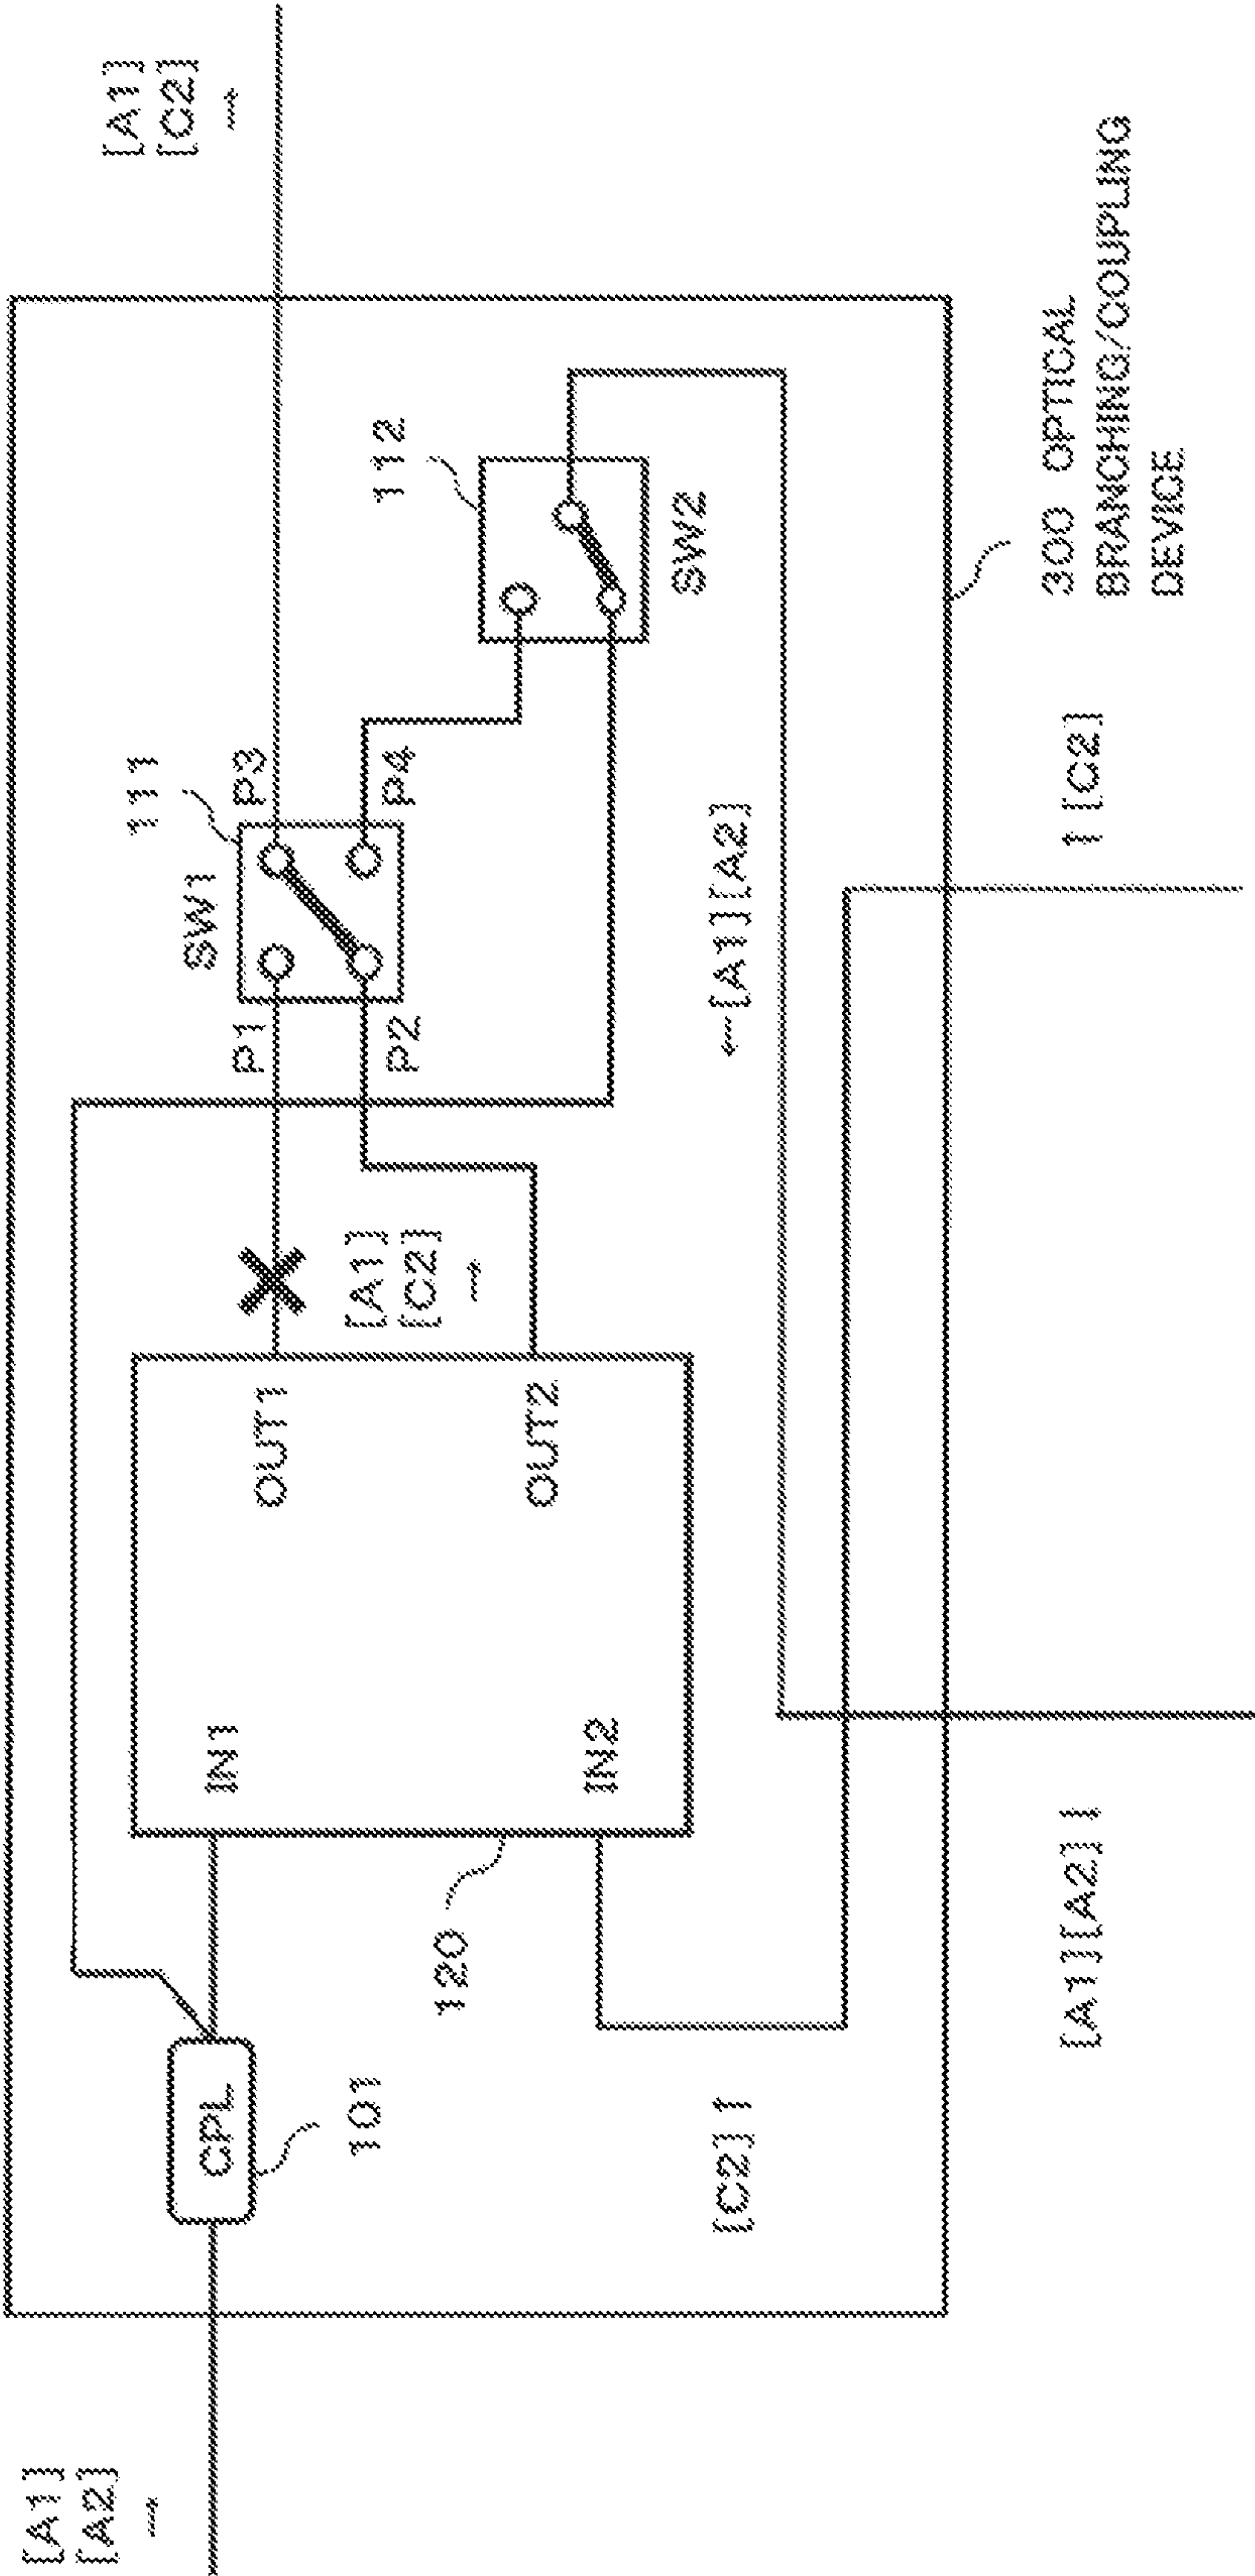 [A1]
[A2]
→
CPL
101
120
IN1
IN2
OUT1
OUT2
[A1]
[C2]
→
P1
P2
SW1
111
P3
P4
112
SW2
[A1]
[C2]
→
←[A1][A2]
[C2]↑
[A1][A2]↓
↑[C2]
300 OPTICAL
BRANCHING/COUPLING
DEVICE